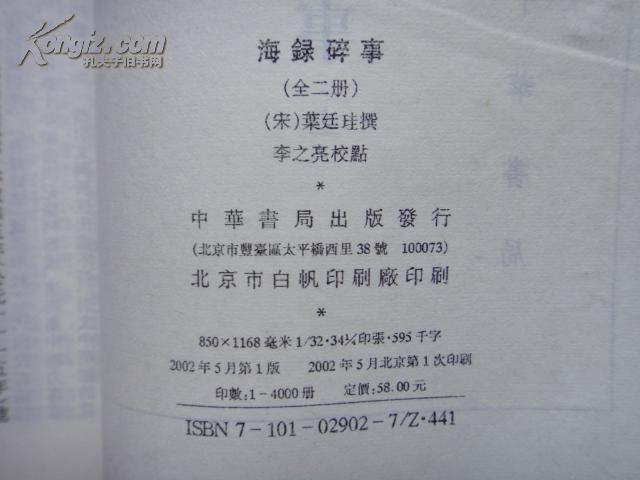 Kongfz.com
孔夫子旧书网
海録碎事
(全二册)
(宋)葉廷珪撰
李之亮校點
*
中華書局出版發行
(北京市豐臺區太平橋西里38號 100073)
北京市白帆印刷廠印刷
*
850×1168毫米 1/32·34¼印張·595千字
2002年5月第1版 2002年5月北京第1次印刷
印數:1-4000册 定價:58.00元
ISBN 7-101-02902-7/Z·441